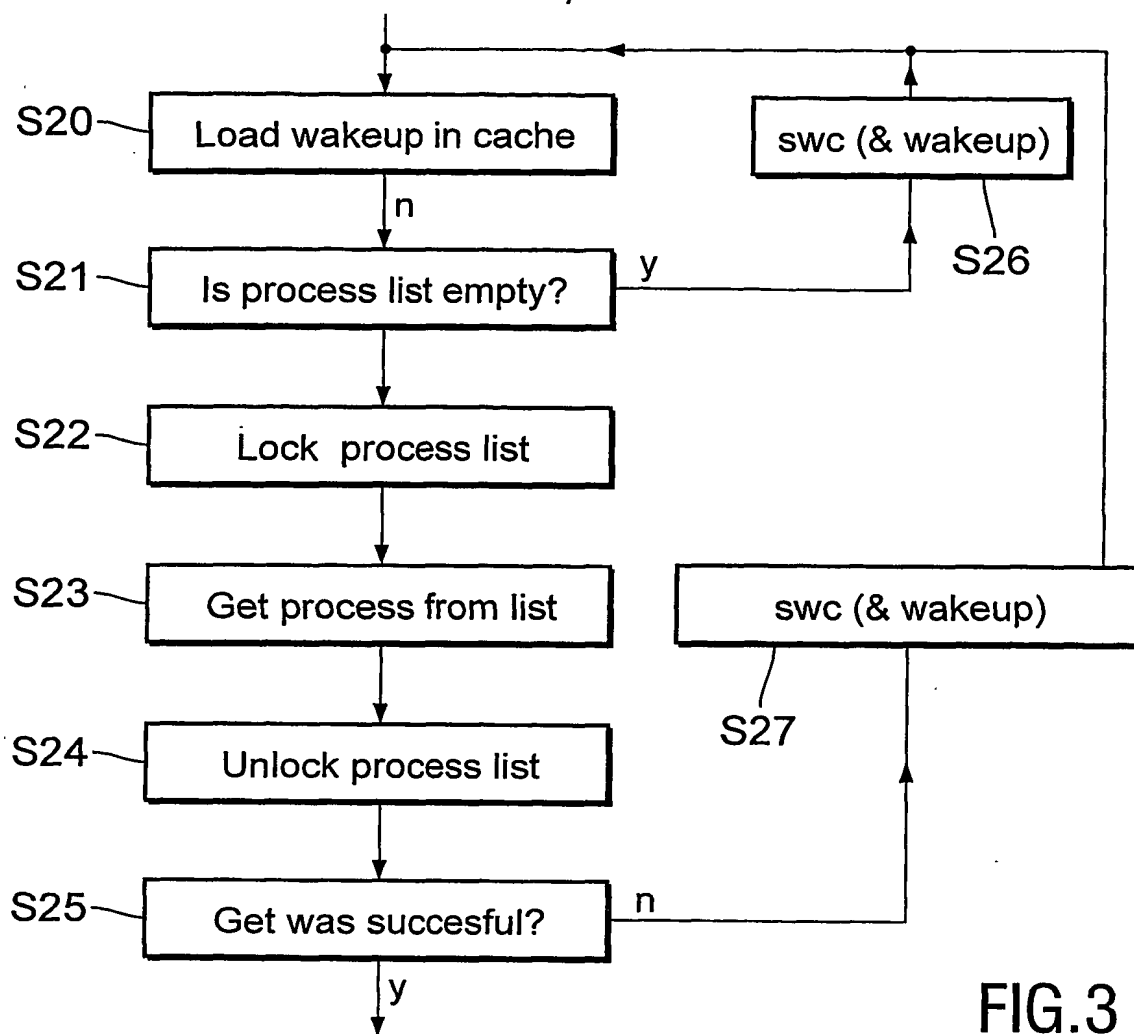 S20
Load wakeup in cache
swc (& wakeup)
n
S26
S21
Is process list empty?
y
S22
Lock process list
S23
Get process from list
swc (& wakeup)
S27
S24
Unlock process list
S25
Get was succesful?
n
y
FIG.3